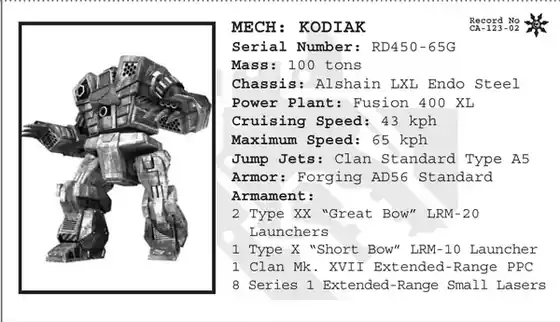 MECH: KODIAK
Record No
CA-123-02
Serial Number: RD450-65G
Mass: 100 tons
Chassis: Alshain LXL Endo Steel
Power Plant: Fusion 400 XL
Cruising Speed: 43 kph
Maximum Speed: 65 kph
Jump Jets: Clan Standard Type A5
Armor: Forging AD56 Standard
Armament:
2 Type XX “Great Bow” LRM-20
Launchers
1 Type X “Short Bow” LRM-10 Launcher
1 Clan Mk. XVII Extended-Range PPC
8 Series 1 Extended-Range Small Lasers